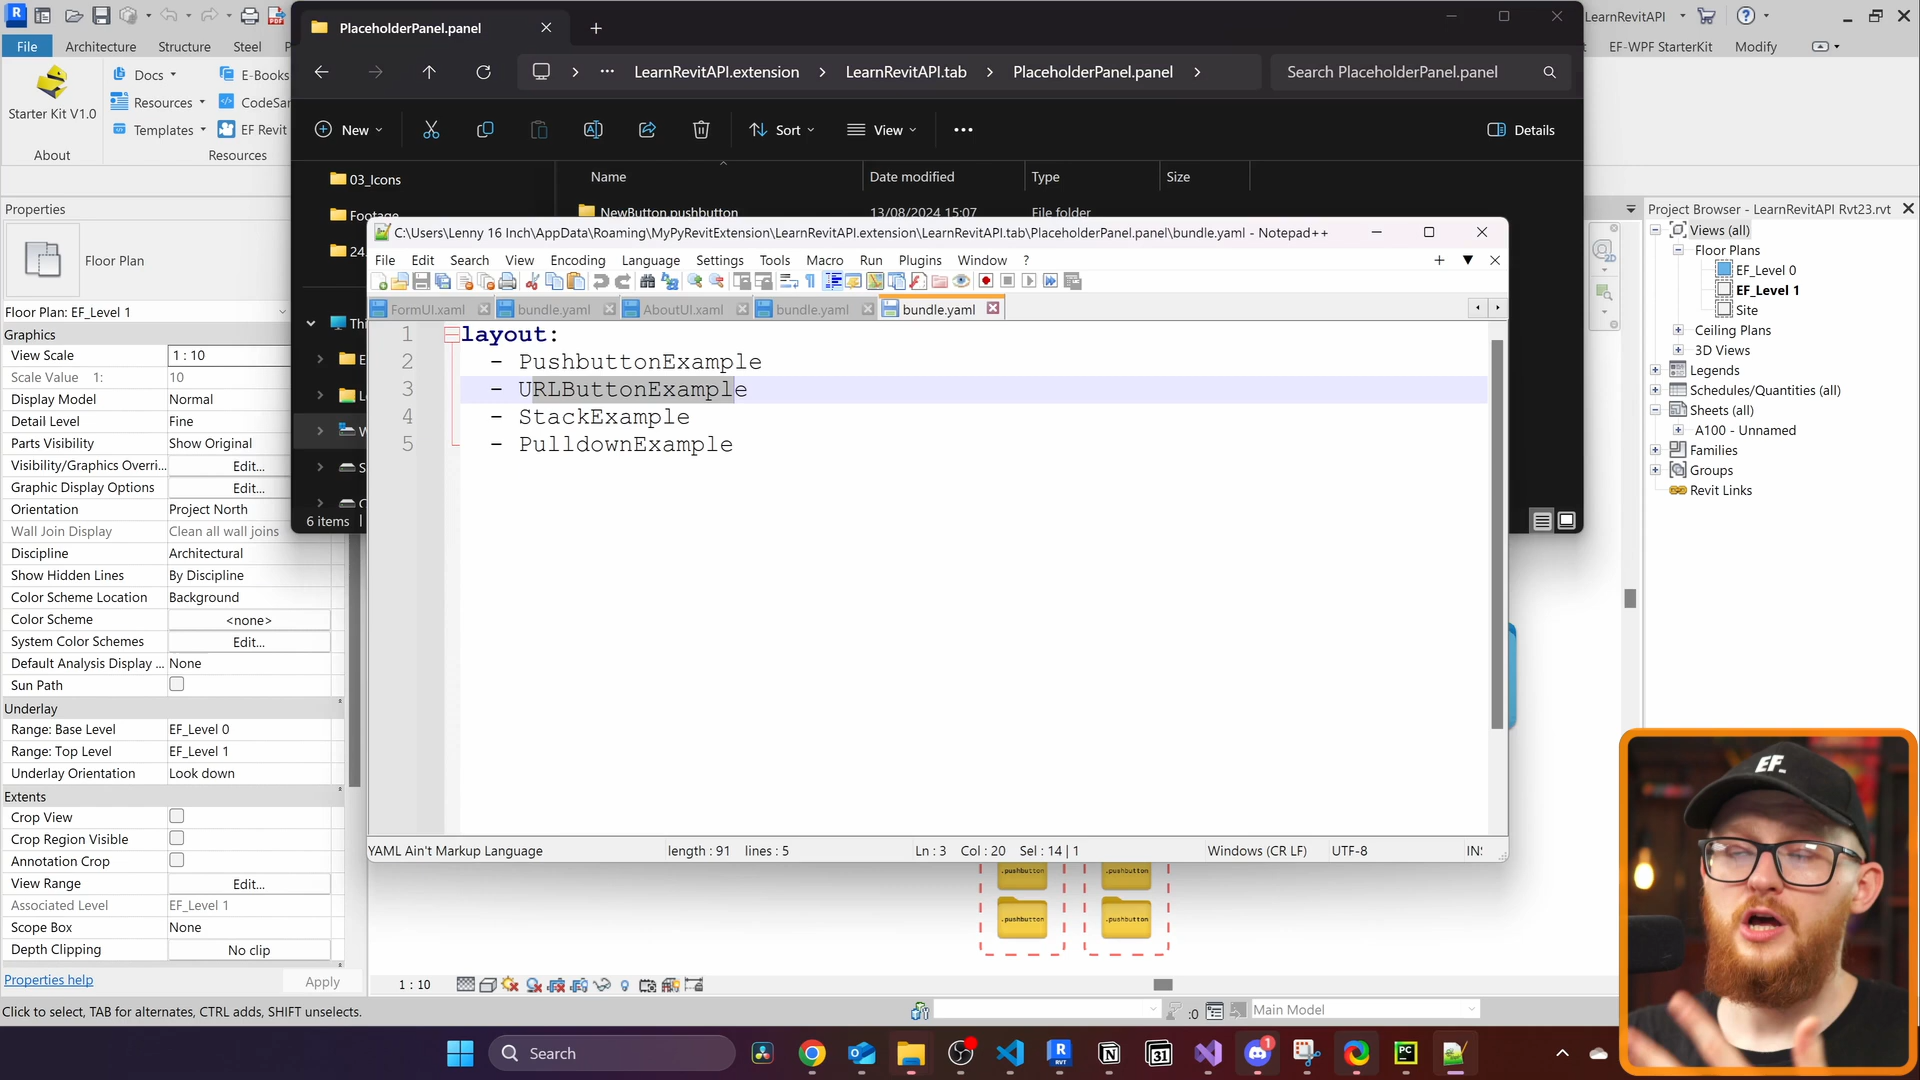 PlaceholderPanel.panel
LearnRevitAPI
File Architecture Structure Steel
EF-WPF StarterKit Modify
LearnRevitAPI.extension LearnRevitAPI.tab PlaceholderPanel.panel
Search PlaceholderPanel.panel
Starter Kit V1.0
Docs
Resources
Templates
E-Books
EF Revit
About
Resources
New
Sort
View
Details
Name Date modified Type Size
03_Icons
Footage
24.
NewButton.pushbutton 13/08/2024 15:07 File folder
6 items
C:\Users\Lenny 16 Inch\AppData\Roaming\MyPyRevitExtension\LearnRevitAPI.extension\LearnRevitAPI.tab\PlaceholderPanel.panel\bundle.yaml - Notepad++
File Edit Search View Encoding Language Settings Tools Macro Run Plugins Window ?
FormUI.xaml bundle.yaml AboutUI.xaml bundle.yaml bundle.yaml
1 layout:
2 - PushbuttonExample
3 - URLButtonExample
4 - StackExample
5 - PulldownExample
YAML Ain't Markup Language length : 91 lines : 5 Ln : 3 Col : 20 Sel : 14 | 1 Windows (CR LF) UTF-8
.pushbutton .pushbutton
.pushbutton .pushbutton
Properties
Floor Plan
Floor Plan: EF_Level 1
Graphics
View Scale 1 : 10
Scale Value 1: 10
Display Model Normal
Detail Level Fine
Parts Visibility Show Original
Visibility/Graphics Overri... Edit...
Graphic Display Options Edit...
Orientation Project North
Wall Join Display Clean all wall joins
Discipline Architectural
Show Hidden Lines By Discipline
Color Scheme Location Background
Color Scheme <none>
System Color Schemes Edit...
Default Analysis Display ... None
Sun Path
Underlay
Range: Base Level EF_Level 0
Range: Top Level EF_Level 1
Underlay Orientation Look down
Extents
Crop View
Crop Region Visible
Annotation Crop
View Range Edit...
Associated Level EF_Level 1
Scope Box None
Depth Clipping No clip
Properties help Apply
Project Browser - LearnRevitAPI Rvt23.rvt
Views (all)
Floor Plans
EF_Level 0
EF_Level 1
Site
Ceiling Plans
3D Views
Legends
Schedules/Quantities (all)
Sheets (all)
A100 - Unnamed
Families
Groups
Revit Links
1 : 10
Click to select, TAB for alternates, CTRL adds, SHIFT unselects.
:0 Main Model
Search
31
1
EF_